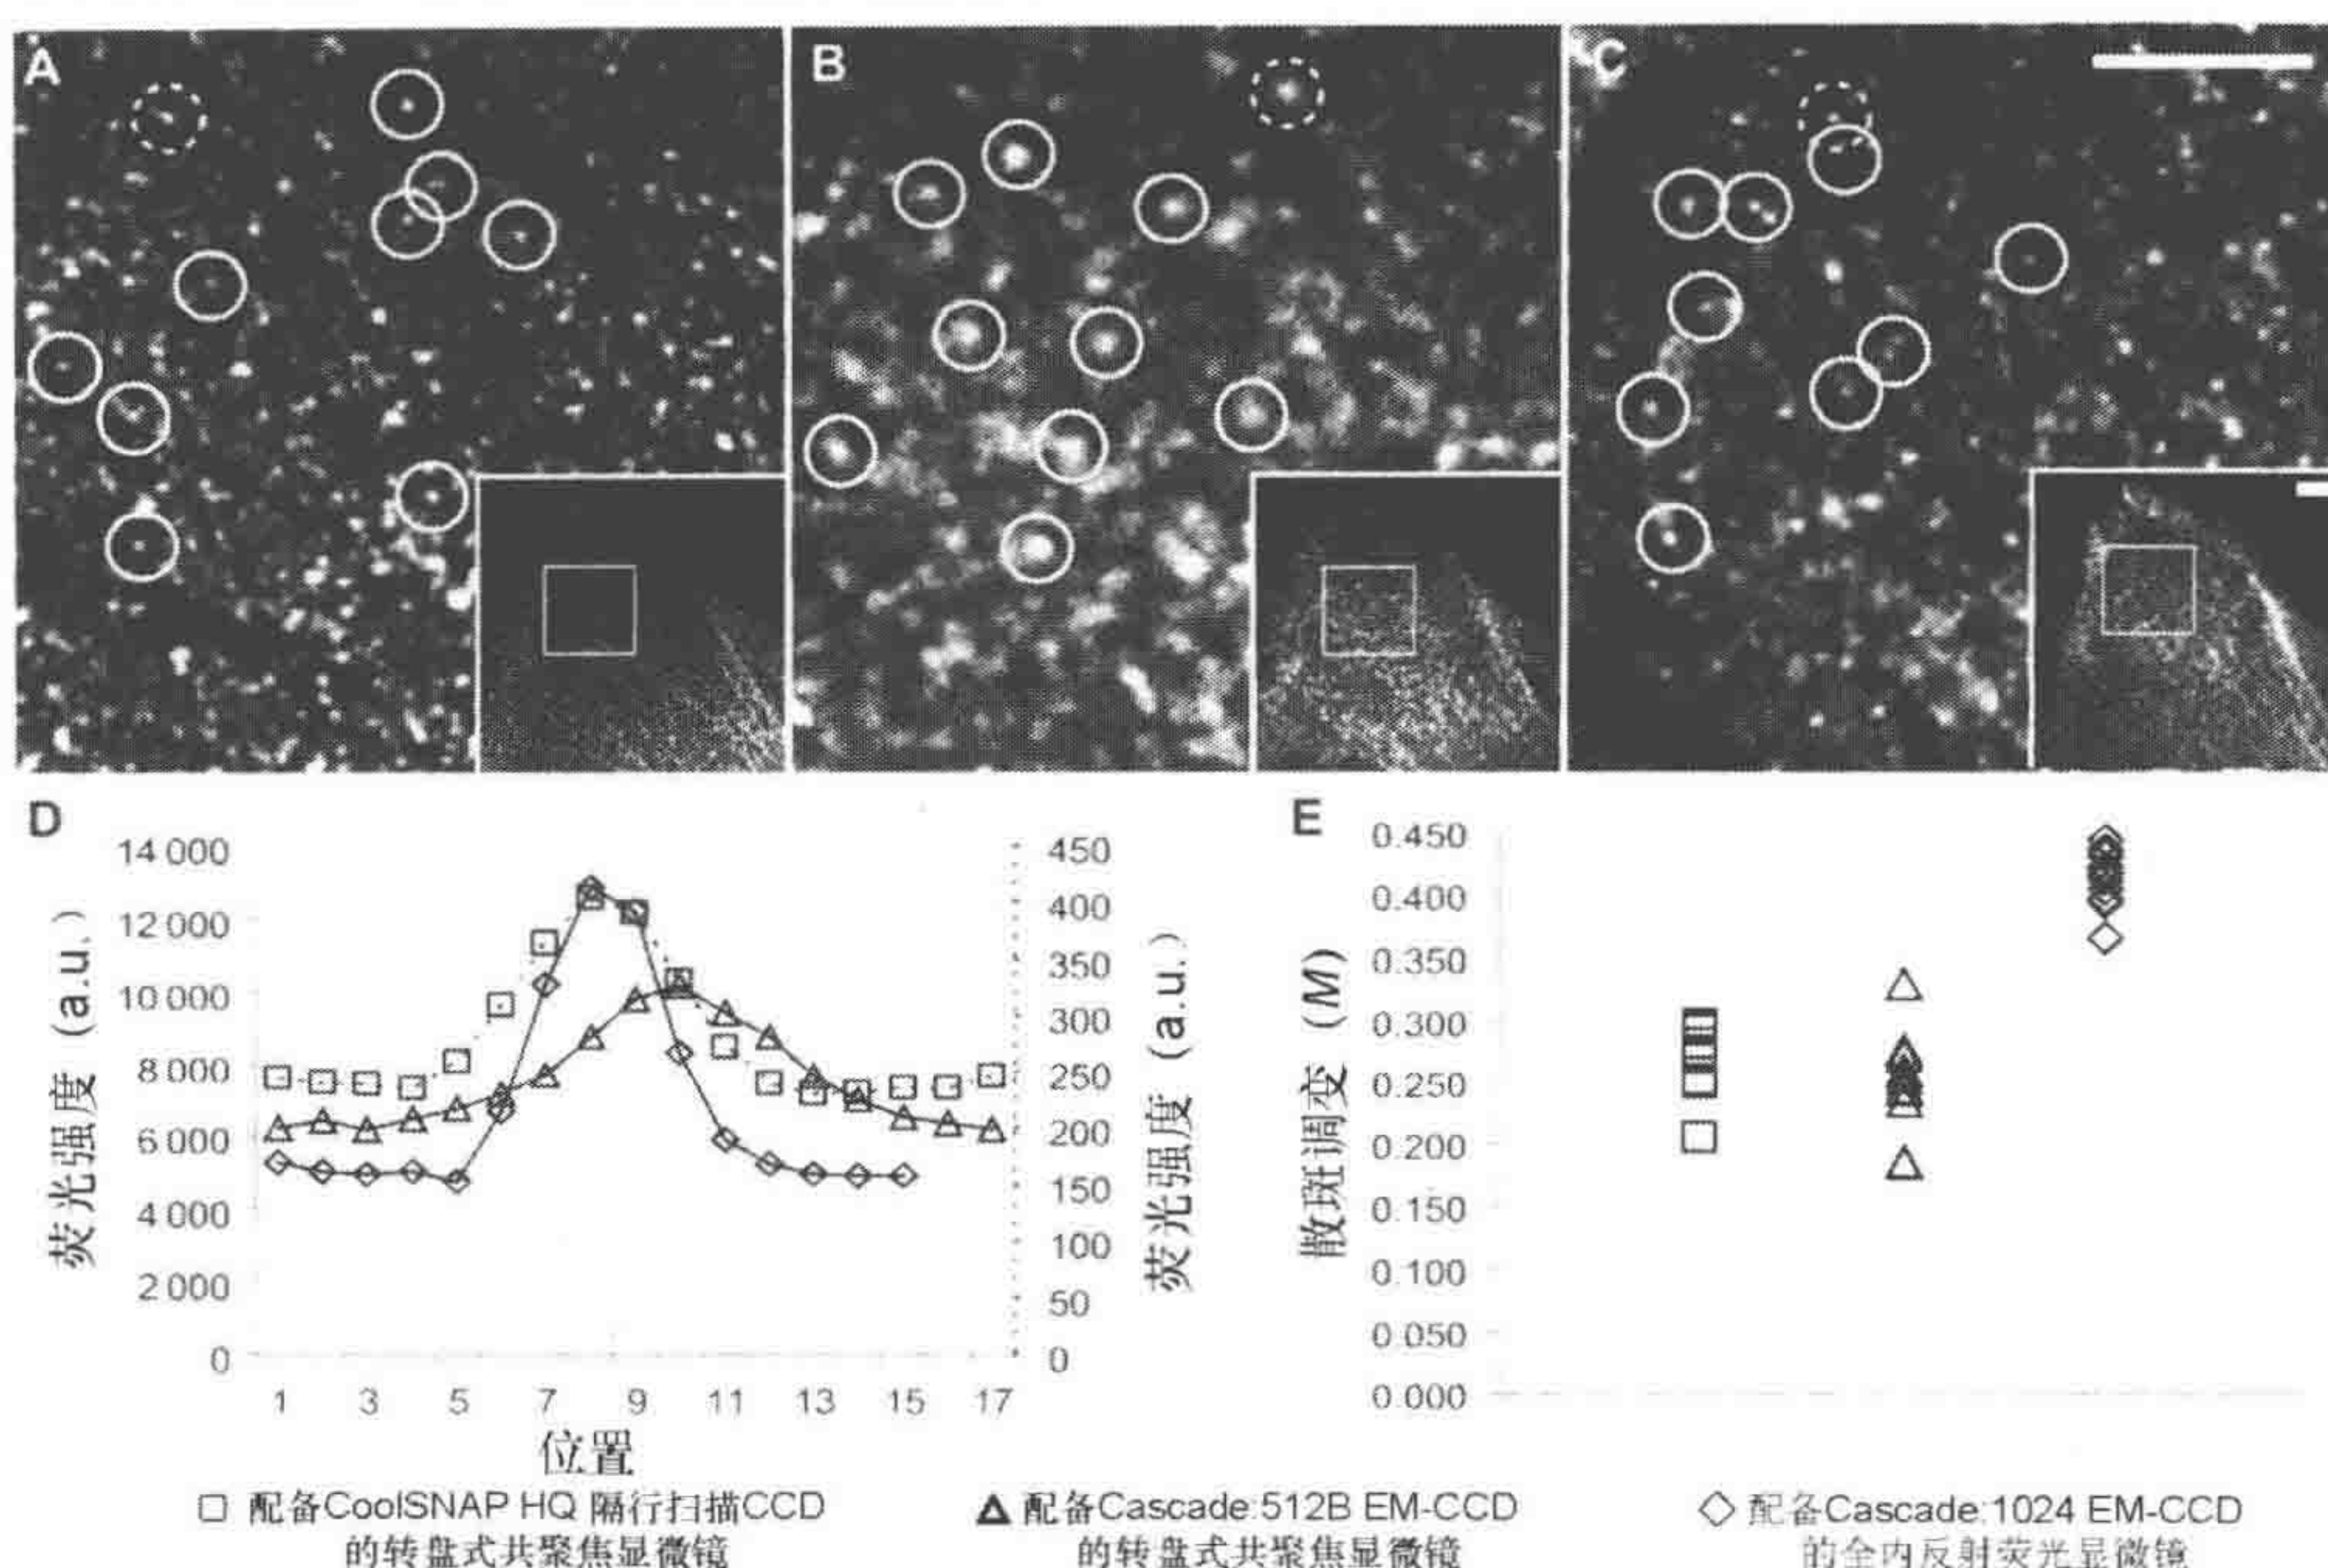 A
B
C
D
荧光强度 (a.u.)
14 000
12 000
10 000
8 000
6 000
4 000
2 000
0
1 3 5 7 9 11 13 15 17
位置
450
400
350
300
250
200
150
100
50
0
荧光强度 (a.u.)
E
散斑调变 (M)
0.450
0.400
0.350
0.300
0.250
0.200
0.150
0.100
0 050
0 000
配备CoolSNAP HQ 隔行扫描CCD
的转盘式共聚焦显微镜
配备Cascade:512B EM-CCD
的转盘式共聚焦显微镜
配备Cascade:1024 EM-CCD
的全内反射荧光显微镜